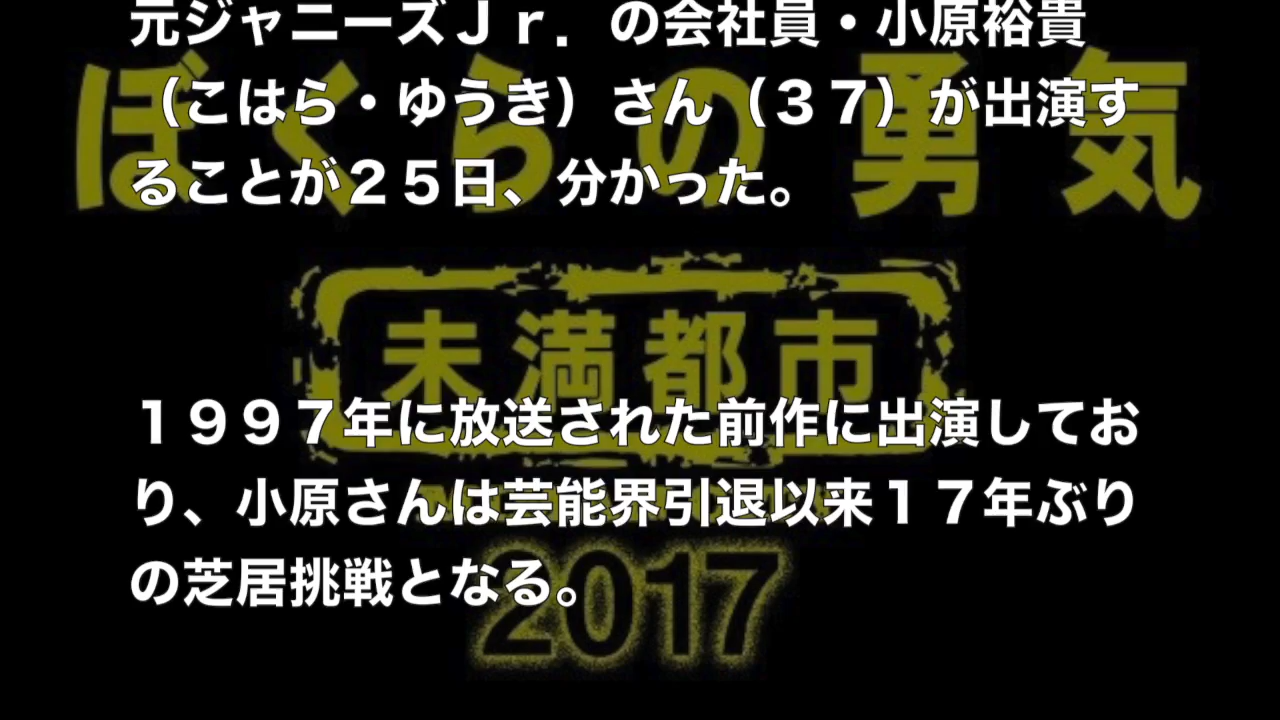 元ジャニーズＪｒ．の会社員・小原裕貴
（こはら・ゆうき）さん（３７）が出演す
ることが２５日、分かった。
ぼくらの勇気
未満都市
１９９７年に放送された前作に出演してお
り、小原さんは芸能界引退以来１７年ぶり
の芝居挑戦となる。
2017